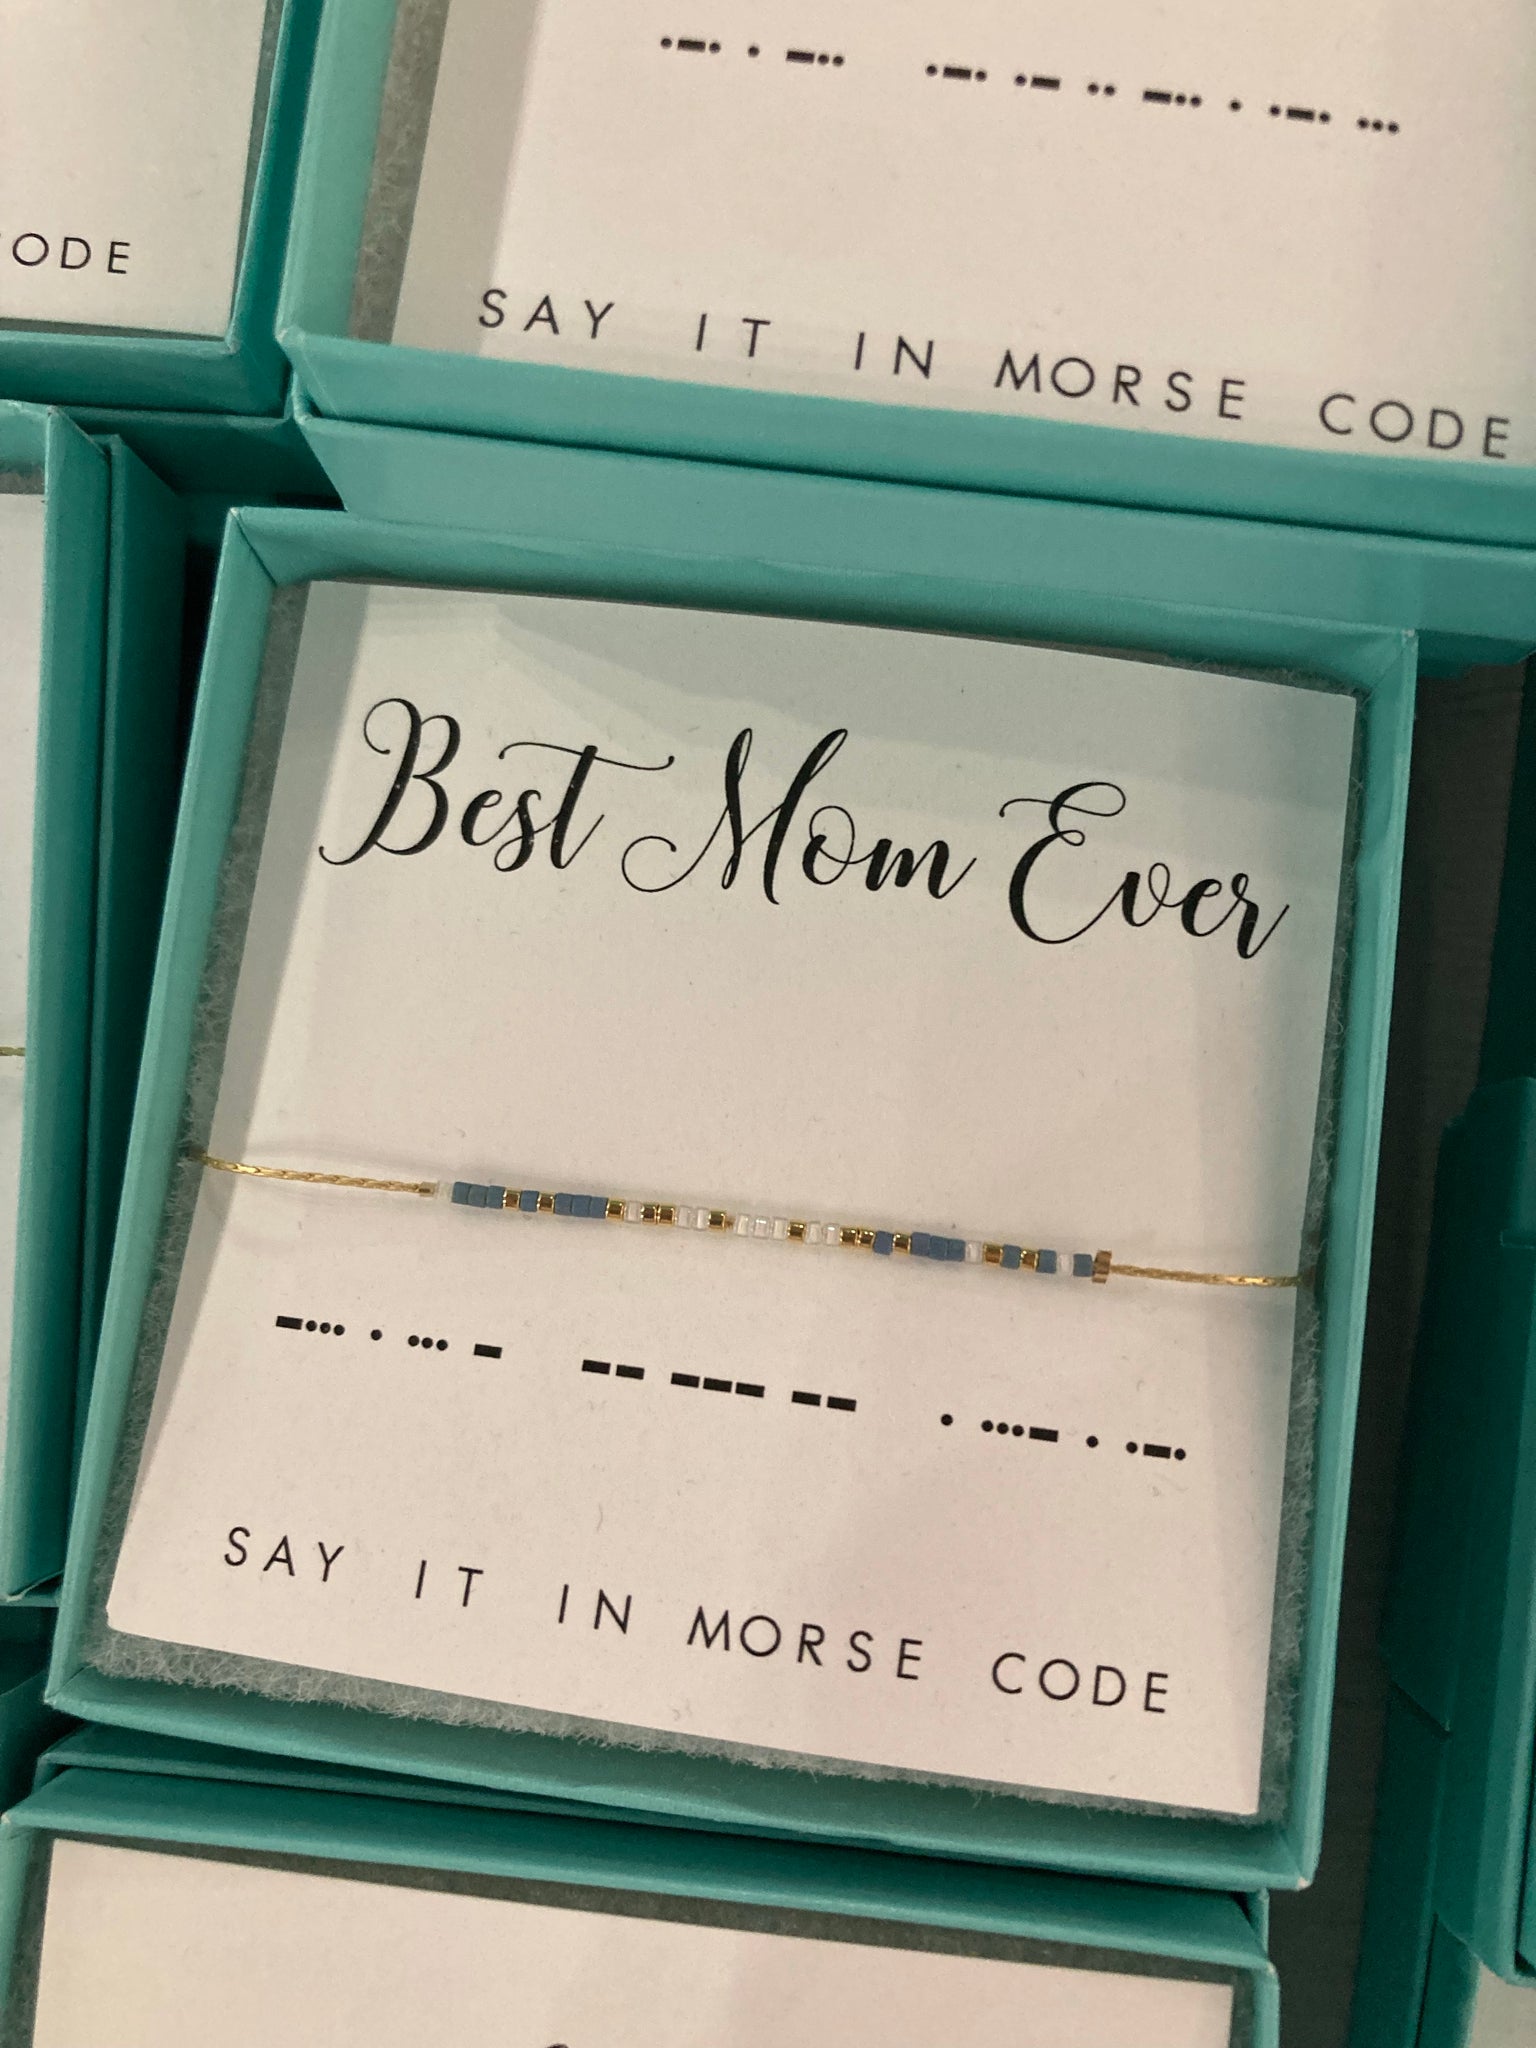 .-. . -.. .-. .- .. -.. . .-. ...
ODE
SAY IT IN MORSE CODE
Best Mom Ever
-... . ... - -- --- -- . ....- . .-.
SAY IT IN MORSE CODE